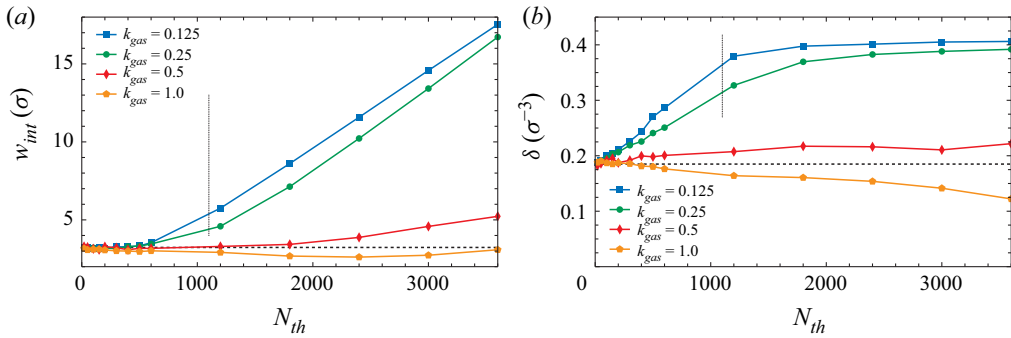 (a)
15
10
5
w_int (σ)
k_gas = 0.125
k_gas = 0.25
k_gas = 0.5
k_gas = 1.0
0
1000
2000
3000
N_th
(b)
0.4
0.3
0.2
0.1
δ (σ⁻³)
k_gas = 0.125
k_gas = 0.25
k_gas = 0.5
k_gas = 1.0
0
1000
2000
3000
N_th